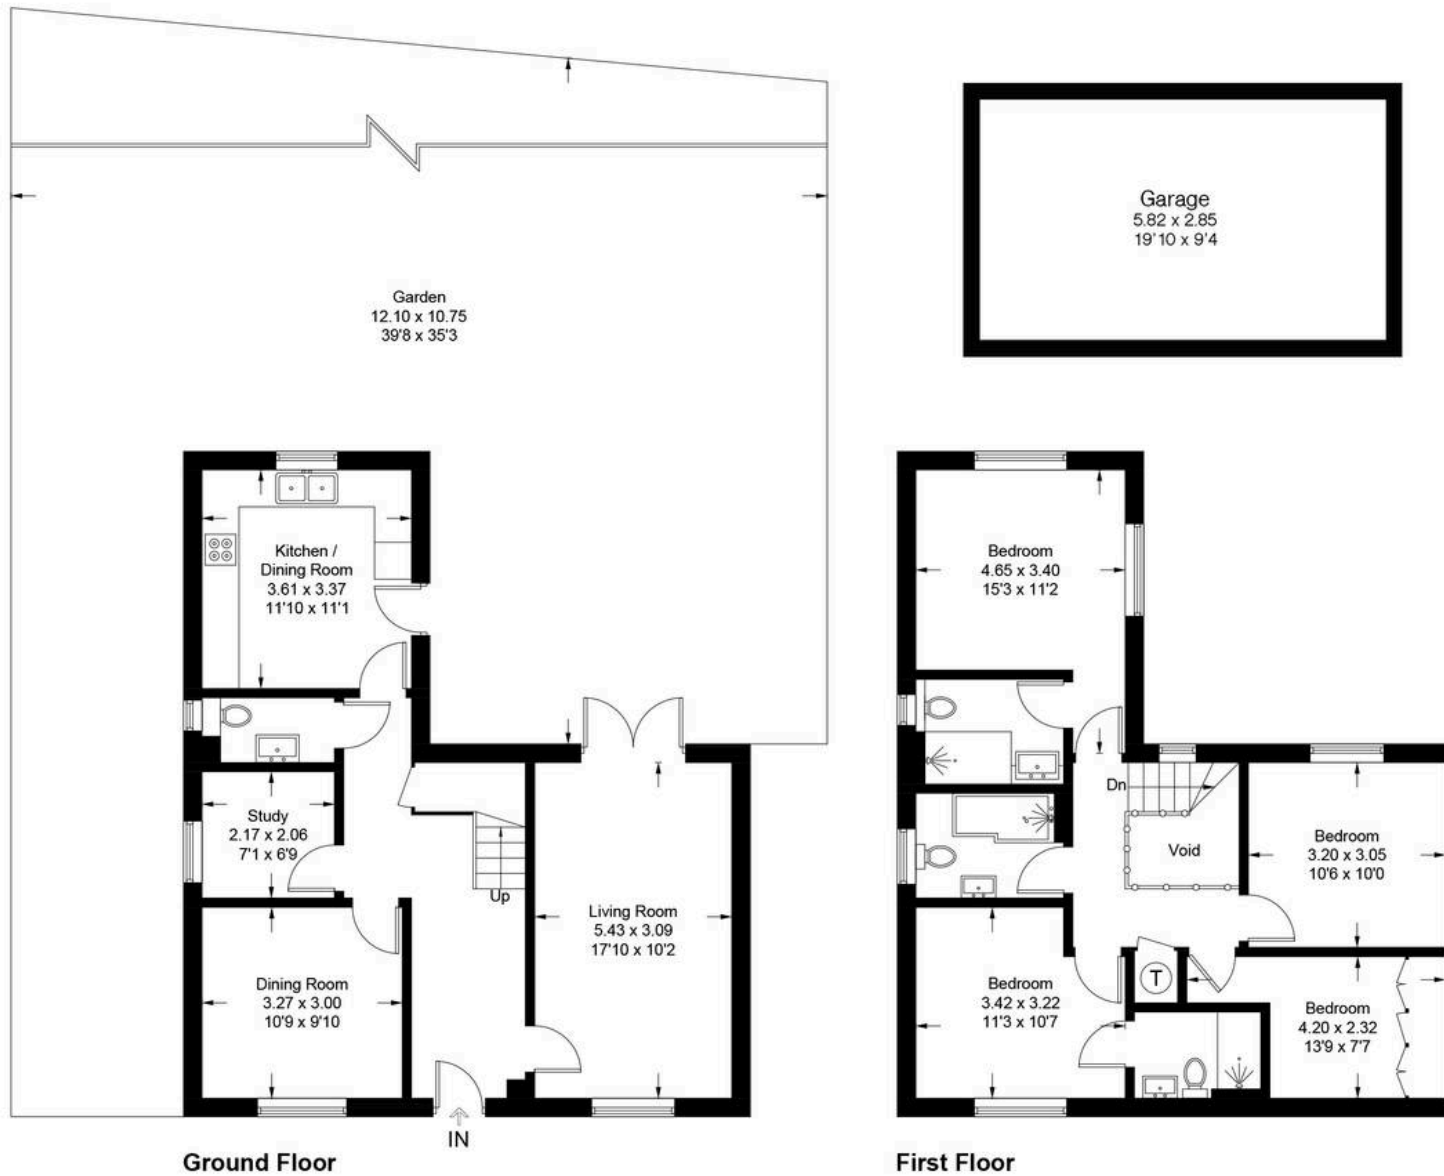 Garage
5.82 x 2.85
19'10 x 9'4
Garden
12.10 x 10.75
39'8 x 35'3
Kitchen /
Dining Room
3.61 x 3.37
11'10 x 11'1
Study
2.17 x 2.06
7'1 x 6'9
Up
Living Room
5.43 x 3.09
17'10 x 10'2
Dining Room
3.27 x 3.00
10'9 x 9'10
IN
Ground Floor
Bedroom
4.65 x 3.40
15'3 x 11'2
Dn
Void
Bedroom
3.20 x 3.05
10'6 x 10'0
T
Bedroom
3.42 x 3.22
11'3 x 10'7
Bedroom
4.20 x 2.32
13'9 x 7'7
First Floor